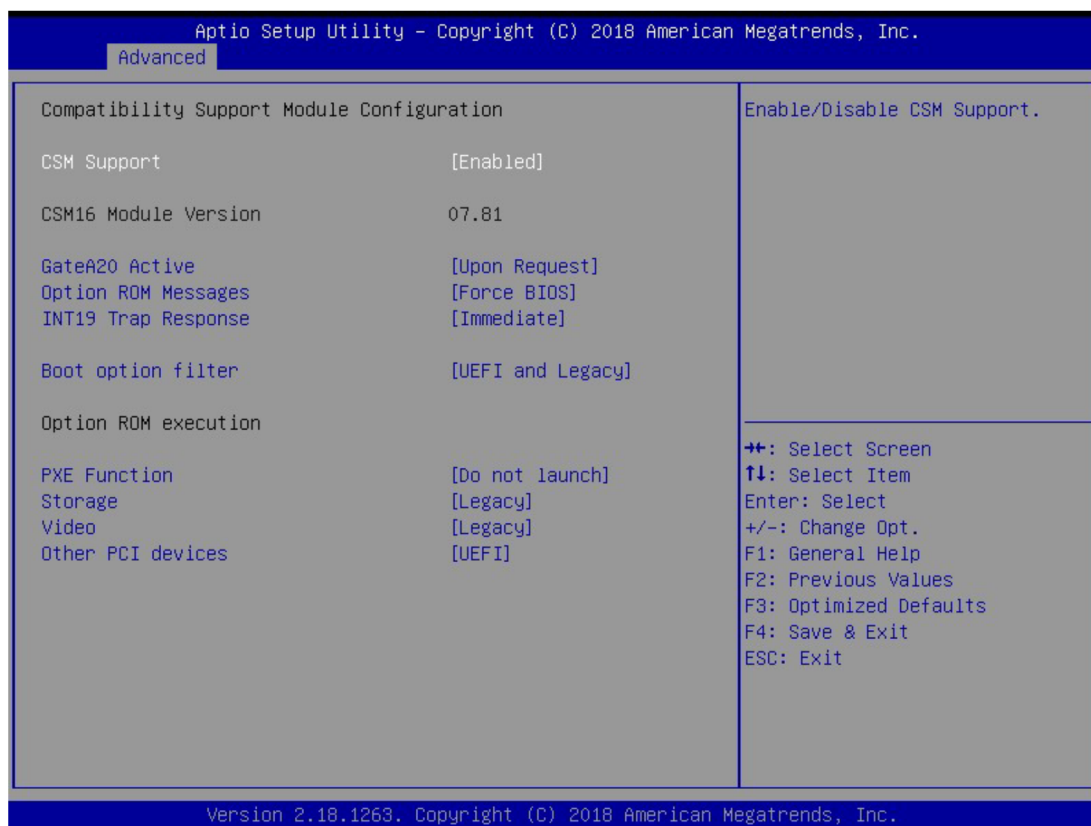 Aptio Setup Utility – Copyright (C) 2018 American Megatrends, Inc.
Advanced
Compatibility Support Module Configuration
CSM Support [Enabled]
CSM16 Module Version 07.81
GateA20 Active [Upon Request]
Option ROM Messages [Force BIOS]
INT19 Trap Response [Immediate]
Boot option filter [UEFI and Legacy]
Option ROM execution
PXE Function [Do not launch]
Storage [Legacy]
Video [Legacy]
Other PCI devices [UEFI]
Enable/Disable CSM Support.
→←: Select Screen
↑↓: Select Item
Enter: Select
+/-: Change Opt.
F1: General Help
F2: Previous Values
F3: Optimized Defaults
F4: Save & Exit
ESC: Exit
Version 2.18.1263. Copyright (C) 2018 American Megatrends, Inc.